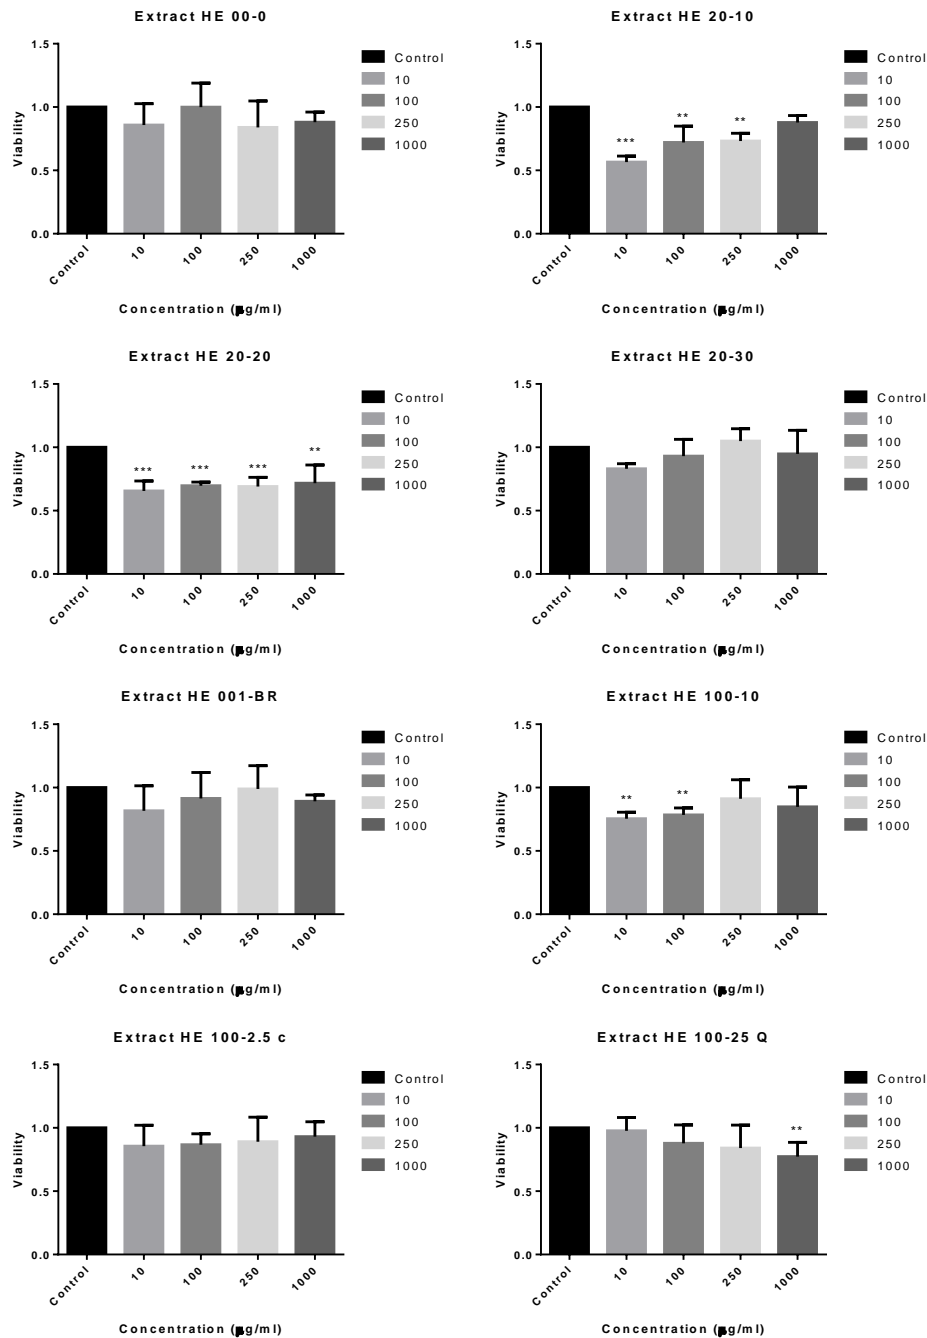 Extract HE 00-0
1.5
1.0
0.5
0.0
Viability
Control
10
100
250
1000
Control
10
100
250
1000
Concentration (µg/ml)
Extract HE 20-10
1.5
1.0
0.5
0.0
Viability
***
**
**
Control
10
100
250
1000
Control
10
100
250
1000
Concentration (µg/ml)
Extract HE 20-20
1.5
1.0
0.5
0.0
Viability
***
***
***
**
Control
10
100
250
1000
Control
10
100
250
1000
Concentration (µg/ml)
Extract HE 20-30
1.5
1.0
0.5
0.0
Viability
Control
10
100
250
1000
Control
10
100
250
1000
Concentration (µg/ml)
Extract HE 001-BR
1.5
1.0
0.5
0.0
Viability
Control
10
100
250
1000
Control
10
100
250
1000
Concentration (µg/ml)
Extract HE 100-10
1.5
1.0
0.5
0.0
Viability
**
**
Control
10
100
250
1000
Control
10
100
250
1000
Concentration (µg/ml)
Extract HE 100-2.5 c
1.5
1.0
0.5
0.0
Viability
Control
10
100
250
1000
Control
10
100
250
1000
Concentration (µg/ml)
Extract HE 100-25 Q
1.5
1.0
0.5
0.0
Viability
**
Control
10
100
250
1000
Control
10
100
250
1000
Concentration (µg/ml)